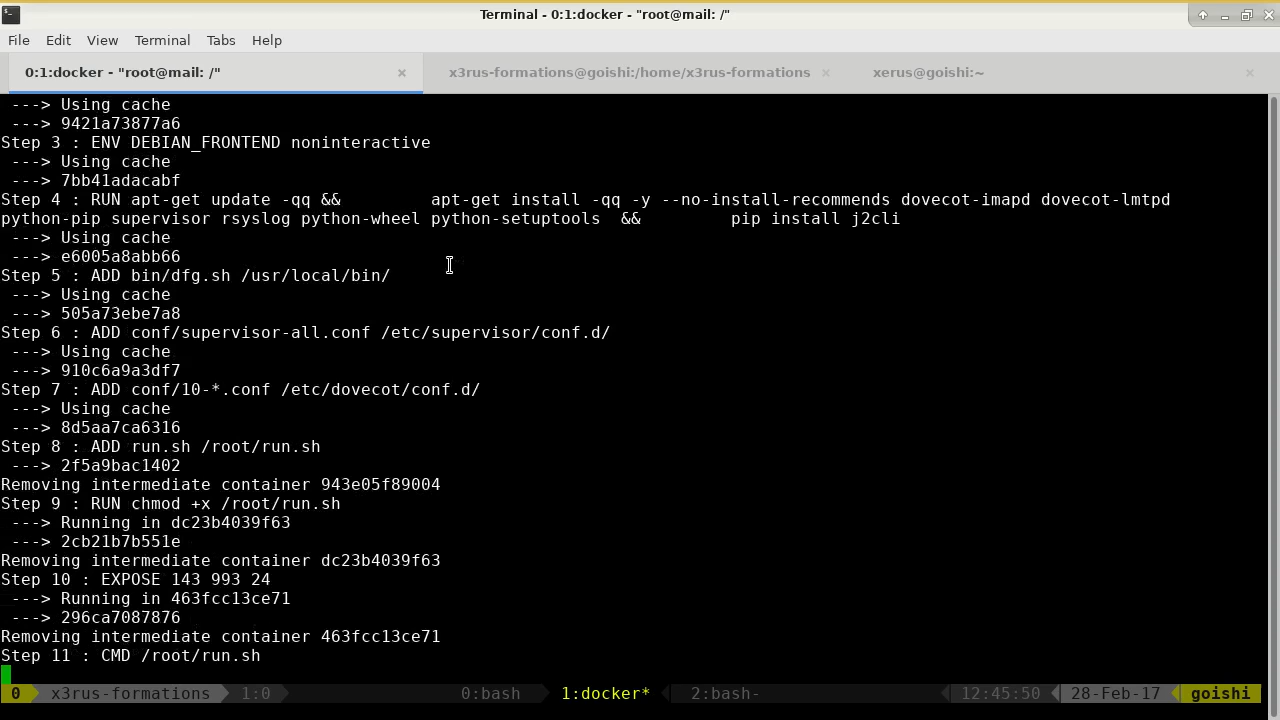 Terminal - 0:1:docker - "root@mail: /"
File Edit View Terminal Tabs Help
0:1:docker - "root@mail: /" x3rus-formations@goishi:/home/x3rus-formations xerus@goishi:~
---> Using cache
---> 9421a73877a6
Step 3 : ENV DEBIAN_FRONTEND noninteractive
---> Using cache
---> 7bb41adacabf
Step 4 : RUN apt-get update -qq &&         apt-get install -qq -y --no-install-recommends dovecot-imapd dovecot-lmtpd
python-pip supervisor rsyslog python-wheel python-setuptools  &&         pip install j2cli
---> Using cache
---> e6005a8abb66
Step 5 : ADD bin/dfg.sh /usr/local/bin/
---> Using cache
---> 505a73ebe7a8
Step 6 : ADD conf/supervisor-all.conf /etc/supervisor/conf.d/
---> Using cache
---> 910c6a9a3df7
Step 7 : ADD conf/10-*.conf /etc/dovecot/conf.d/
---> Using cache
---> 8d5aa7ca6316
Step 8 : ADD run.sh /root/run.sh
---> 2f5a9bac1402
Removing intermediate container 943e05f89004
Step 9 : RUN chmod +x /root/run.sh
---> Running in dc23b4039f63
---> 2cb21b7b551e
Removing intermediate container dc23b4039f63
Step 10 : EXPOSE 143 993 24
---> Running in 463fcc13ce71
---> 296ca7087876
Removing intermediate container 463fcc13ce71
Step 11 : CMD /root/run.sh
0 x3rus-formations 1:0 0:bash 1:docker* 2:bash- 12:45:50 28-Feb-17 goishi